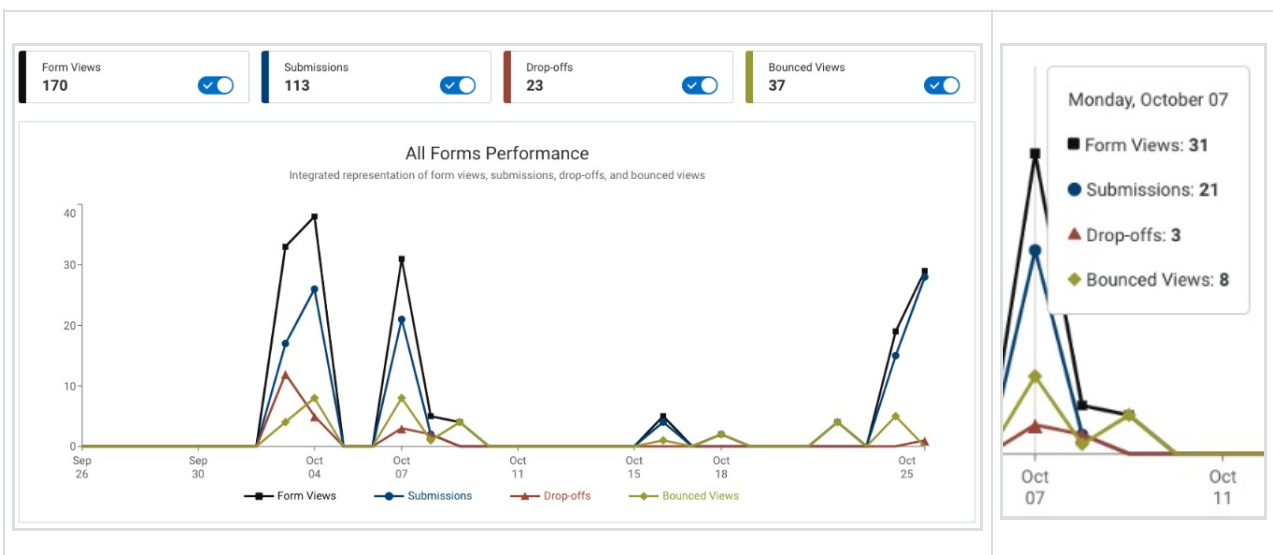 Form Views
170
Submissions
113
Drop-offs
23
Bounced Views
37
All Forms Performance
Integrated representation of form views, submissions, drop-offs, and bounced views
40
30
20
10
0
Sep
26
Sep
30
Oct
04
Oct
07
Oct
11
Oct
15
Oct
18
Oct
25
Form Views
Submissions
Drop-offs
Bounced Views
Monday, October 07
Form Views: 31
Submissions: 21
Drop-offs: 3
Bounced Views: 8
Oct
07
Oct
11